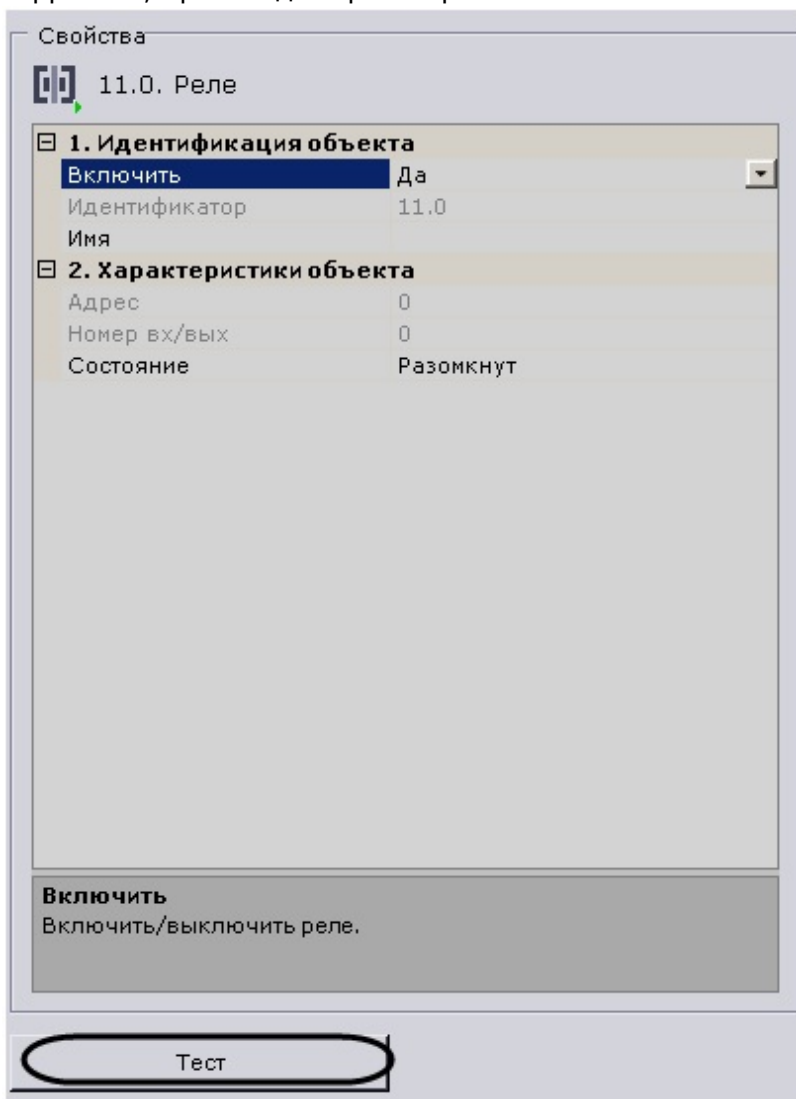 Свойства
11.0. Реле
1. Идентификация объекта
Включить Да
Идентификатор 11.0
Имя
2. Характеристики объекта
Адрес 0
Номер вх/вых 0
Состояние Разомкнут
Включить
Включить/выключить реле.
Тест